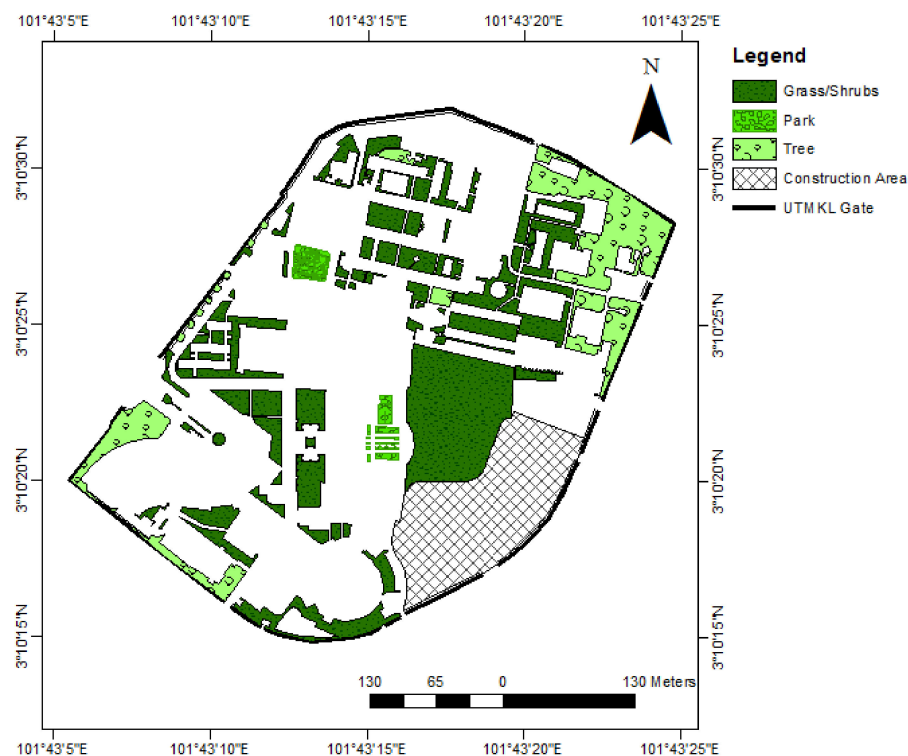 101°43'5"E 101°43'10"E 101°43'15"E 101°43'20"E 101°43'25"E
Legend
N
Grass/Shrubs
Park
Tree
Construction Area
UTMKL Gate
3°10'30"N 3°10'30"N
3°10'25"N 3°10'25"N
3°10'20"N 3°10'20"N
3°10'15"N 3°10'15"N
130 65 0 130 Meters
101°43'5"E 101°43'10"E 101°43'15"E 101°43'20"E 101°43'25"E